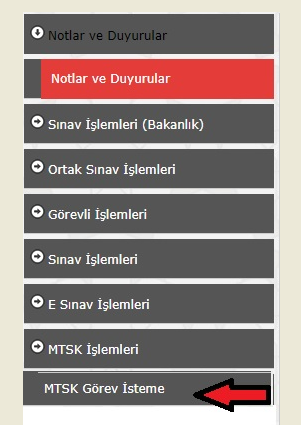 Notlar ve Duyurular
Notlar ve Duyurular
Sınav İşlemleri (Bakanlık)
Ortak Sınav İşlemleri
Görevli İşlemleri
Sınav İşlemleri
E Sınav İşlemleri
MTSK İşlemleri
MTSK Görev İsteme